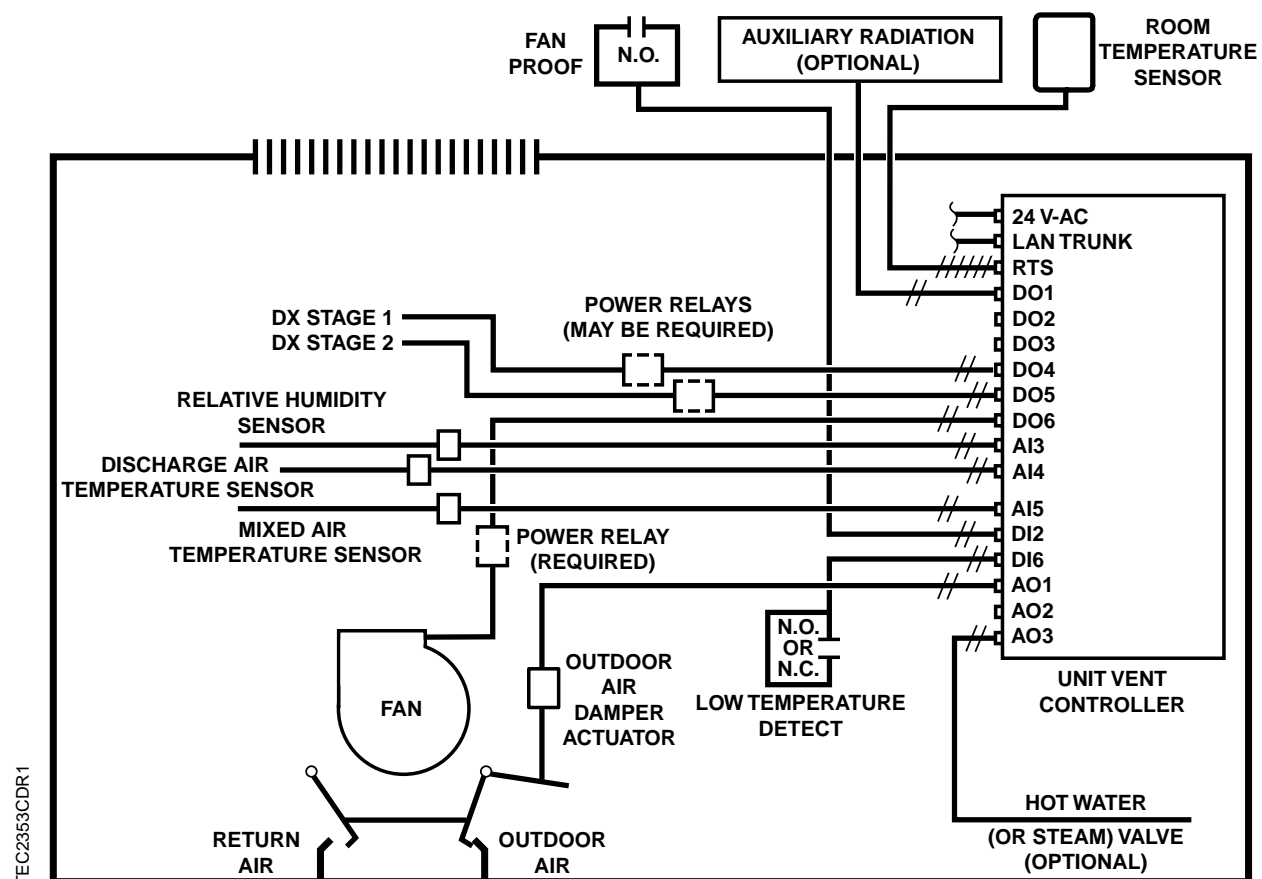 FAN
PROOF
N.O.
AUXILIARY RADIATION
(OPTIONAL)
ROOM
TEMPERATURE
SENSOR
24 V-AC
LAN TRUNK
RTS
DO1
DO2
DO3
DO4
DO5
DO6
AI3
AI4
AI5
DI2
DI6
AO1
AO2
AO3
UNIT VENT
CONTROLLER
POWER RELAYS
(MAY BE REQUIRED)
DX STAGE 1
DX STAGE 2
RELATIVE HUMIDITY
SENSOR
DISCHARGE AIR
TEMPERATURE SENSOR
MIXED AIR
TEMPERATURE SENSOR
POWER RELAY
(REQUIRED)
N.O.
OR
N.C.
LOW TEMPERATURE
DETECT
OUTDOOR
AIR
DAMPER
ACTUATOR
FAN
RETURN
AIR
OUTDOOR
AIR
HOT WATER
(OR STEAM) VALVE
(OPTIONAL)
TEC2353CDR1